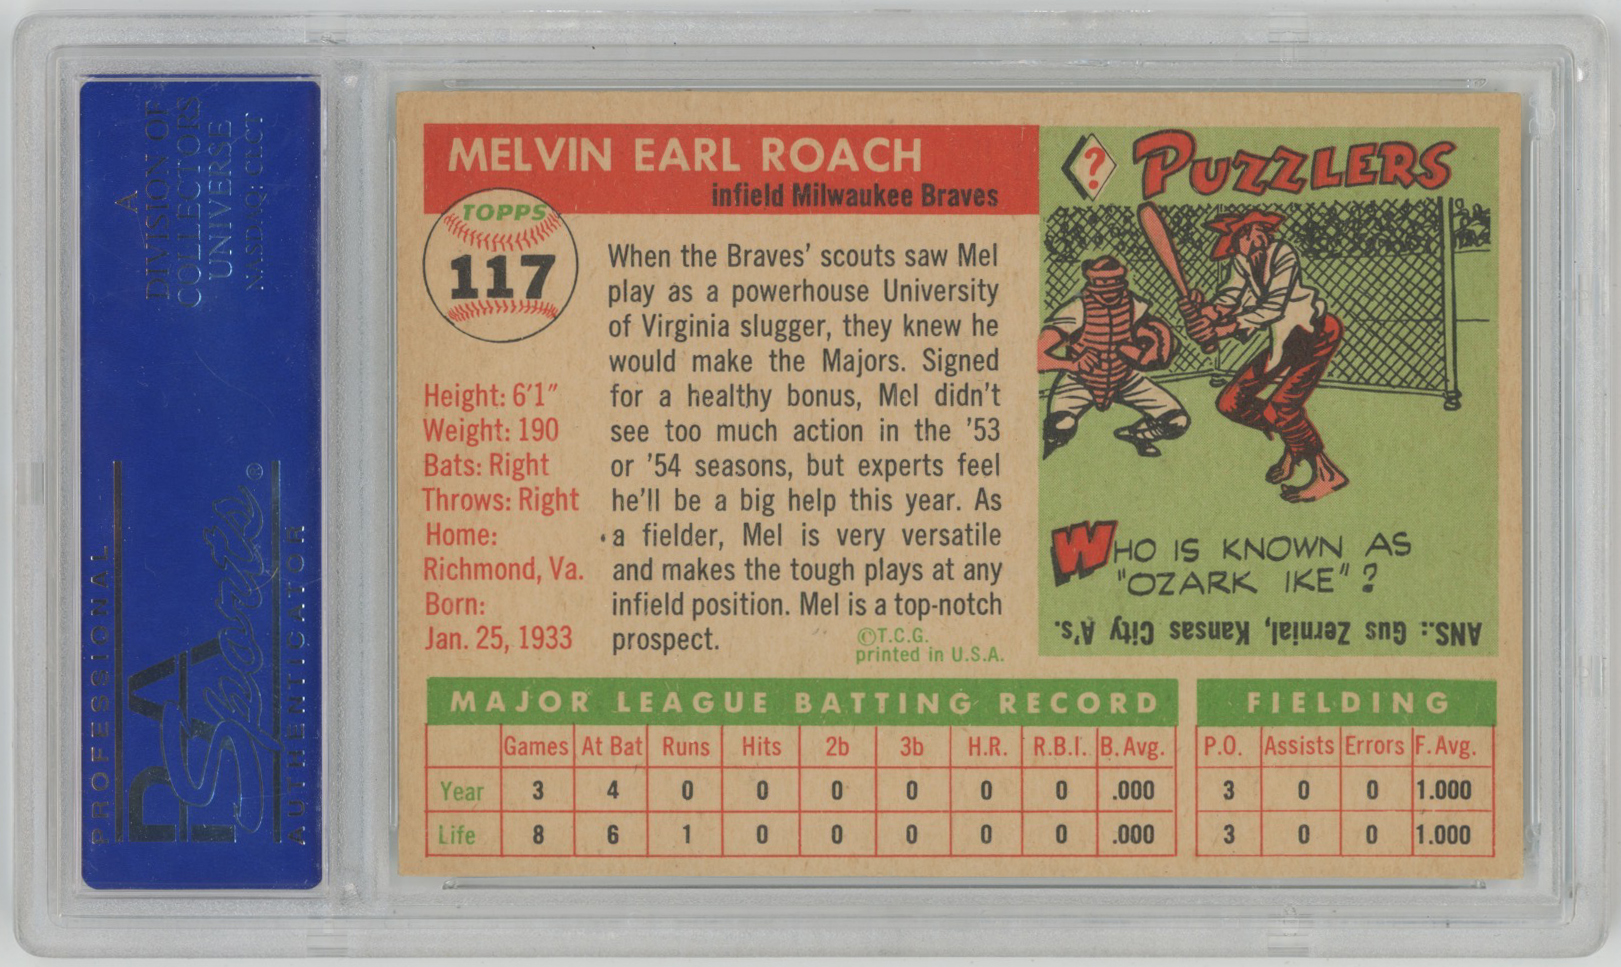 A
DIVISION OF
COLLECTORS
UNIVERSE
NASDAQ: CLCT
PROFESSIONAL
PSA
Sports®
AUTHENTICATOR
MELVIN EARL ROACH
infield Milwaukee Braves
TOPPS
117
Height: 6'1"
Weight: 190
Bats: Right
Throws: Right
Home:
Richmond, Va.
Born:
Jan. 25, 1933
When the Braves' scouts saw Mel
play as a powerhouse University
of Virginia slugger, they knew he
would make the Majors. Signed
for a healthy bonus, Mel didn't
see too much action in the '53
or '54 seasons, but experts feel
he'll be a big help this year. As
a fielder, Mel is very versatile
and makes the tough plays at any
infield position. Mel is a top-notch
prospect.
©T.C.G.
printed in U.S.A.
?
PUZZLERS
WHO IS KNOWN AS
"OZARK IKE"?
ANS.: Gus Zernial, Kansas City A's.
MAJOR LEAGUE BATTING RECORD
Games At Bat Runs Hits 2b 3b H.R. R.B.I. B. Avg.
Year 3 4 0 0 0 0 0 0 .000
Life 8 6 1 0 0 0 0 0 .000
FIELDING
P.O. Assists Errors F. Avg.
3 0 0 1.000
3 0 0 1.000